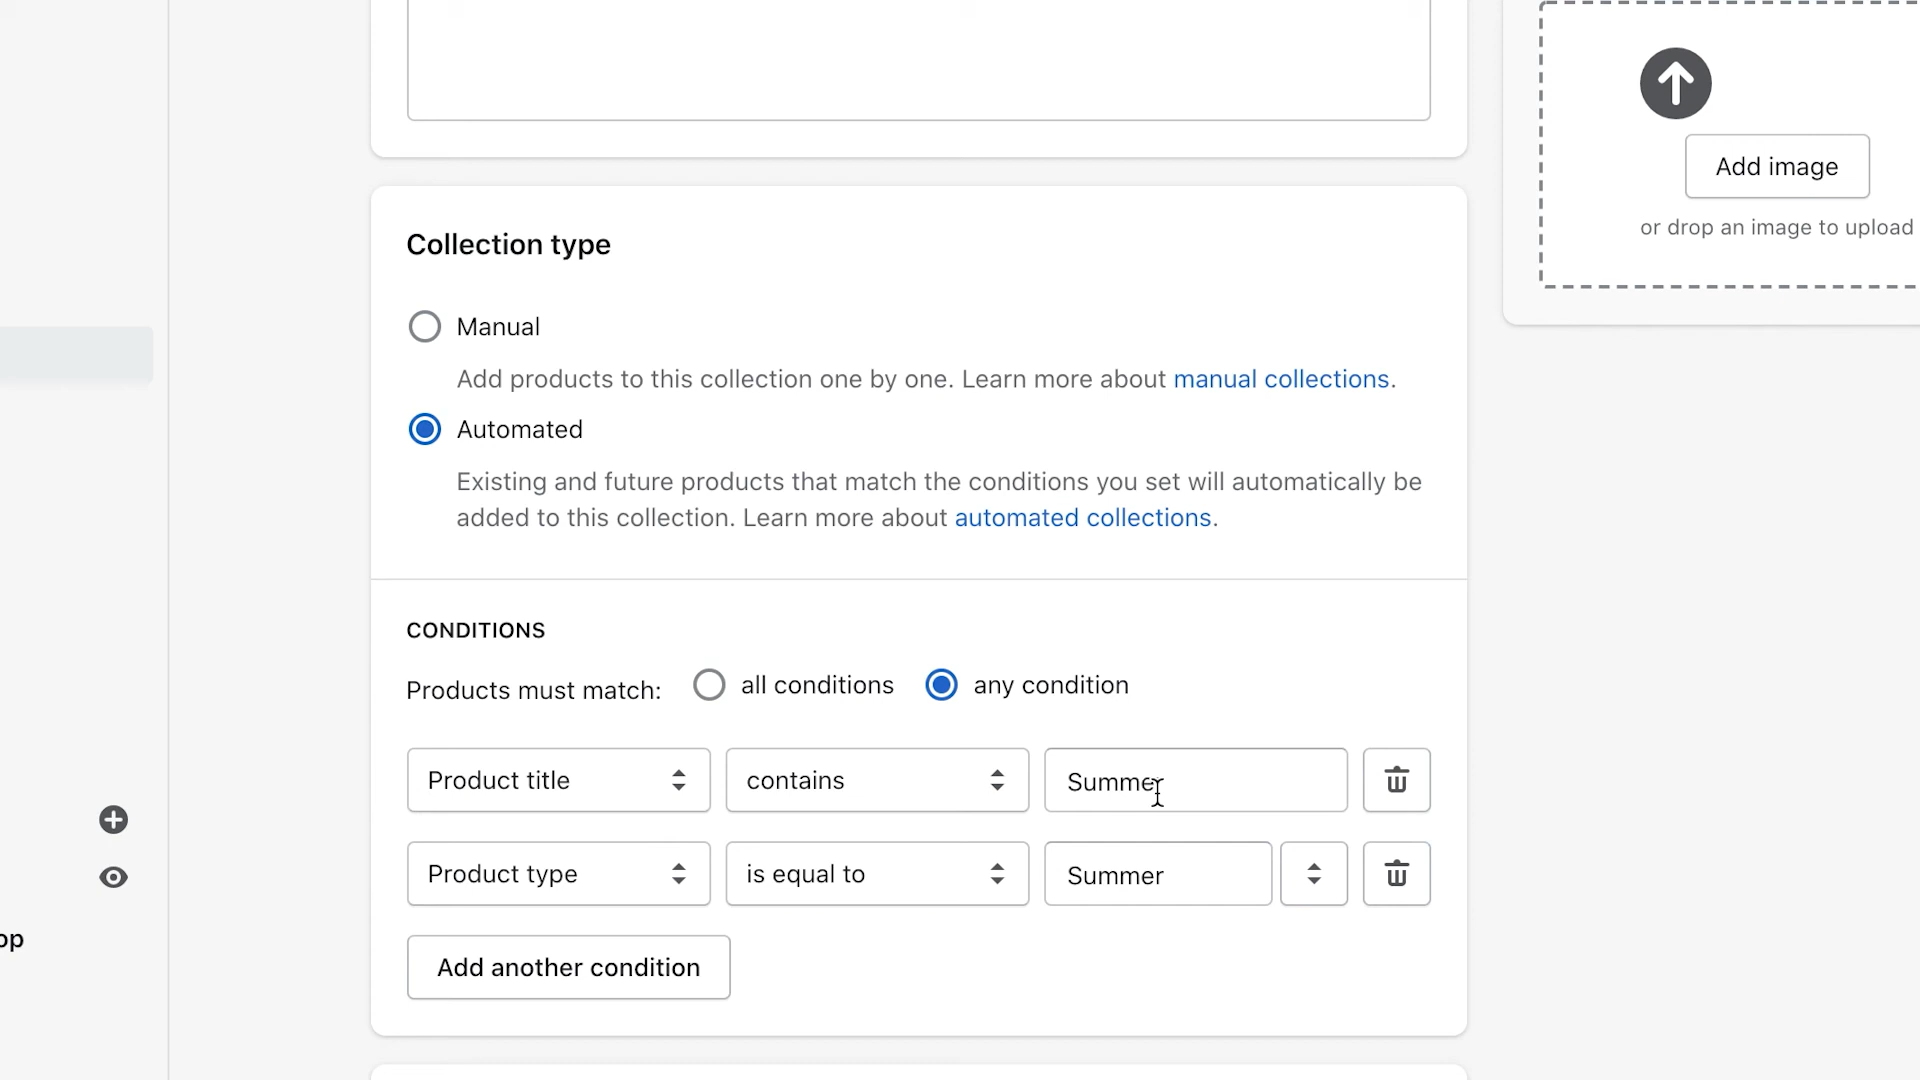 Add image
or drop an image to upload
Collection type
Manual
Add products to this collection one by one. Learn more about manual collections.
Automated
Existing and future products that match the conditions you set will automatically be
added to this collection. Learn more about automated collections.
CONDITIONS
Products must match: all conditions any condition
Product title contains Summer
Product type is equal to Summer
op
Add another condition